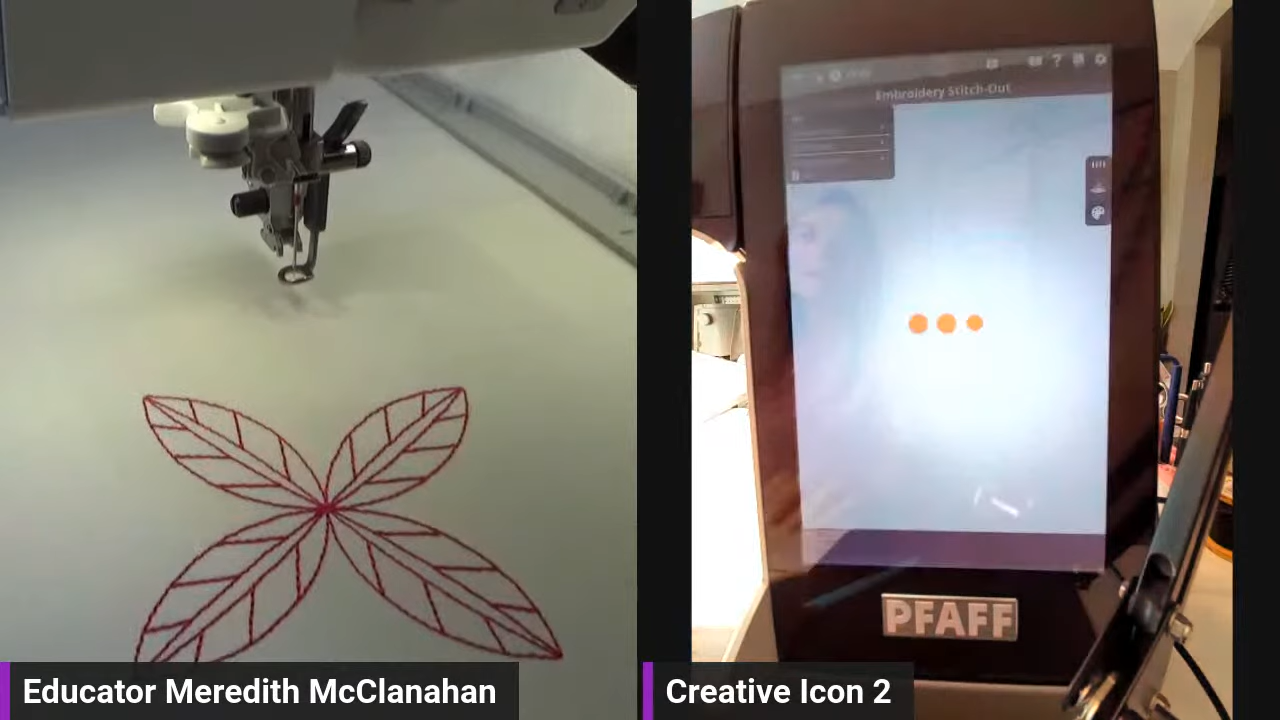 Embroidery Stitch-Out
PFAFF
Educator Meredith McClanahan
Creative Icon 2